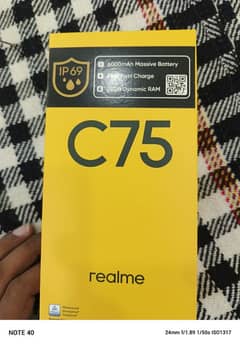 IP69
6000mAh Massive Battery
Fast Charge
Dynamic RAM
C75
realme
NOTE 40
24mm f/1.89 1/50s ISO1317